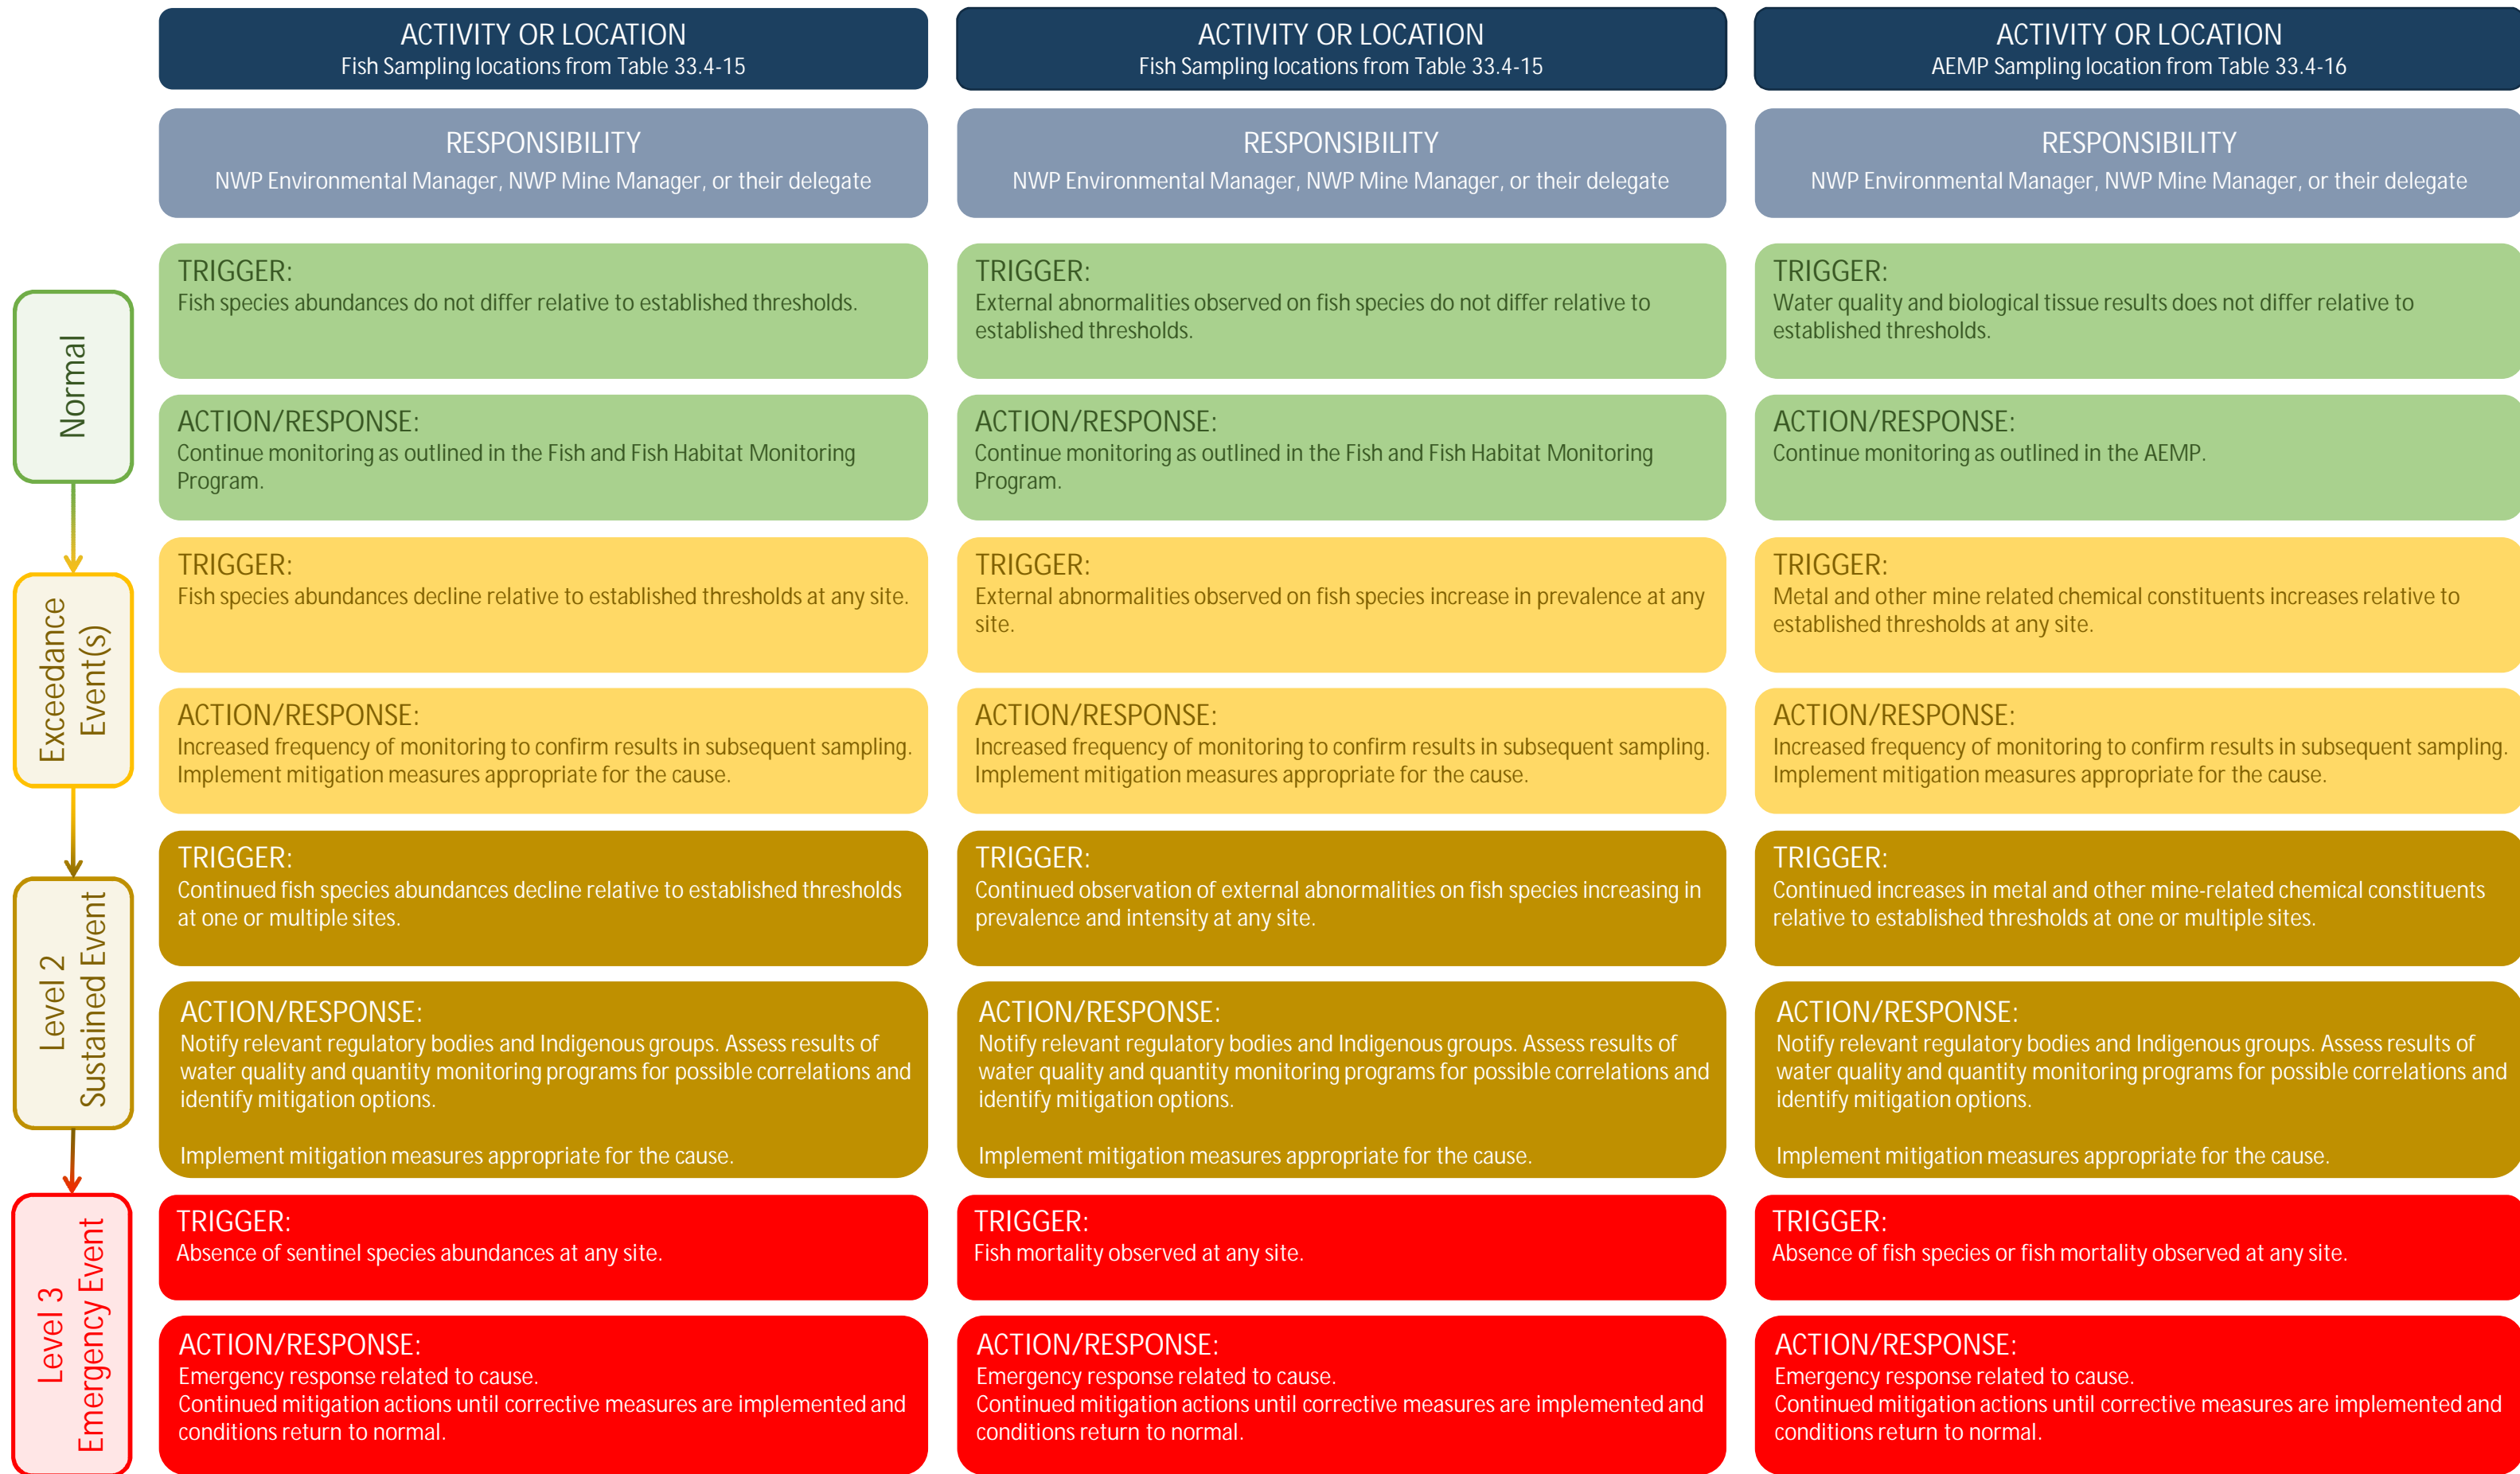 ACTIVITY OR LOCATION
Fish Sampling locations from Table 33.4-15
ACTIVITY OR LOCATION
Fish Sampling locations from Table 33.4-15
ACTIVITY OR LOCATION
AEMP Sampling location from Table 33.4-16
RESPONSIBILITY
NWP Environmental Manager, NWP Mine Manager, or their delegate
RESPONSIBILITY
NWP Environmental Manager, NWP Mine Manager, or their delegate
RESPONSIBILITY
NWP Environmental Manager, NWP Mine Manager, or their delegate
Normal
TRIGGER:
Fish species abundances do not differ relative to established thresholds.
TRIGGER:
External abnormalities observed on fish species do not differ relative to
established thresholds.
TRIGGER:
Water quality and biological tissue results does not differ relative to
established thresholds.
ACTION/RESPONSE:
Continue monitoring as outlined in the Fish and Fish Habitat Monitoring
Program.
ACTION/RESPONSE:
Continue monitoring as outlined in the Fish and Fish Habitat Monitoring
Program.
ACTION/RESPONSE:
Continue monitoring as outlined in the AEMP.
Exceedance
Event(s)
TRIGGER:
Fish species abundances decline relative to established thresholds at any site.
TRIGGER:
External abnormalities observed on fish species increase in prevalence at any
site.
TRIGGER:
Metal and other mine related chemical constituents increases relative to
established thresholds at any site.
ACTION/RESPONSE:
Increased frequency of monitoring to confirm results in subsequent sampling.
Implement mitigation measures appropriate for the cause.
ACTION/RESPONSE:
Increased frequency of monitoring to confirm results in subsequent sampling.
Implement mitigation measures appropriate for the cause.
ACTION/RESPONSE:
Increased frequency of monitoring to confirm results in subsequent sampling.
Implement mitigation measures appropriate for the cause.
Level 2
Sustained Event
TRIGGER:
Continued fish species abundances decline relative to established thresholds
at one or multiple sites.
TRIGGER:
Continued observation of external abnormalities on fish species increasing in
prevalence and intensity at any site.
TRIGGER:
Continued increases in metal and other mine-related chemical constituents
relative to established thresholds at one or multiple sites.
ACTION/RESPONSE:
Notify relevant regulatory bodies and Indigenous groups. Assess results of
water quality and quantity monitoring programs for possible correlations and
identify mitigation options.
Implement mitigation measures appropriate for the cause.
ACTION/RESPONSE:
Notify relevant regulatory bodies and Indigenous groups. Assess results of
water quality and quantity monitoring programs for possible correlations and
identify mitigation options.
Implement mitigation measures appropriate for the cause.
ACTION/RESPONSE:
Notify relevant regulatory bodies and Indigenous groups. Assess results of
water quality and quantity monitoring programs for possible correlations and
identify mitigation options.
Implement mitigation measures appropriate for the cause.
Level 3
Emergency Event
TRIGGER:
Absence of sentinel species abundances at any site.
TRIGGER:
Fish mortality observed at any site.
TRIGGER:
Absence of fish species or fish mortality observed at any site.
ACTION/RESPONSE:
Emergency response related to cause.
Continued mitigation actions until corrective measures are implemented and
conditions return to normal.
ACTION/RESPONSE:
Emergency response related to cause.
Continued mitigation actions until corrective measures are implemented and
conditions return to normal.
ACTION/RESPONSE:
Emergency response related to cause.
Continued mitigation actions until corrective measures are implemented and
conditions return to normal.